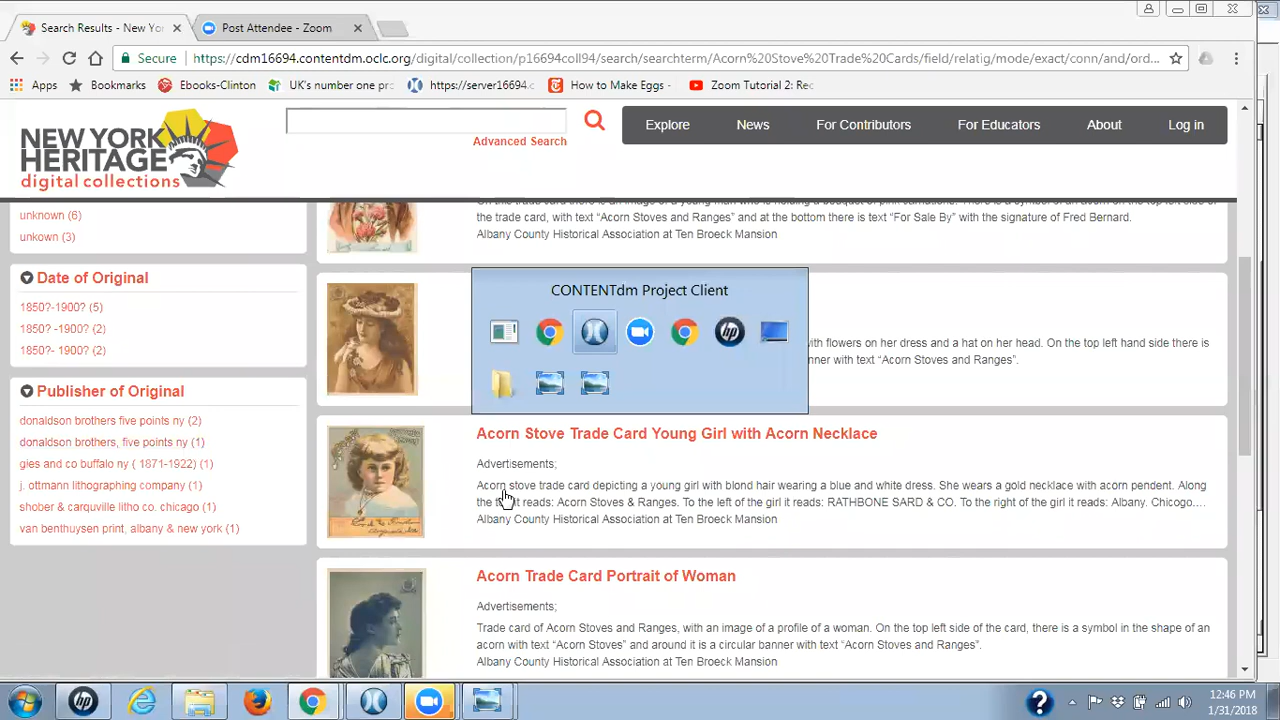 Search Results - New Yo
Post Attendee - Zoom
Secure
https://cdm16694.contentdm.oclc.org/digital/collection/p16694coll94/search/searchterm/Acorn%20Stove%20Trade%20Cards/field/relatig/mode/exact/conn/and/ord...
Apps
Bookmarks
Ebooks-Clinton
UK's number one pro
https://server16694.c
How to Make Eggs -
Zoom Tutorial 2: Rec
NEW YORK
HERITAGE
digital collections
Advanced Search
Explore
News
For Contributors
For Educators
About
Log in
unknown (6)
unkown (3)
Date of Original
1850?-1900? (5)
1850? -1900? (2)
1850?- 1900? (2)
Publisher of Original
donaldson brothers five points ny (2)
donaldson brothers, five points ny (1)
gies and co buffalo ny ( 1871-1922) (1)
j. ottmann lithographing company (1)
shober & carquville litho co. chicago (1)
van benthuysen print, albany & new york (1)
the trade card, with text “Acorn Stoves and Ranges” and at the bottom there is text “For Sale By” with the signature of Fred Bernard.
Albany County Historical Association at Ten Broeck Mansion
CONTENTdm Project Client
with flowers on her dress and a hat on her head. On the top left hand side there is
banner with text “Acorn Stoves and Ranges”.
Acorn Stove Trade Card Young Girl with Acorn Necklace
Advertisements;
Acorn stove trade card depicting a young girl with blond hair wearing a blue and white dress. She wears a gold necklace with acorn pendent. Along
the front reads: Acorn Stoves & Ranges. To the left of the girl it reads: RATHBONE SARD & CO. To the right of the girl it reads: Albany. Chicogo....
Albany County Historical Association at Ten Broeck Mansion
Acorn Trade Card Portrait of Woman
Advertisements;
Trade card of Acorn Stoves and Ranges, with an image of a profile of a woman. On the top left side of the card, there is a symbol in the shape of an
acorn with text “Acorn Stoves” and around it is a circular banner with text “Acorn Stoves and Ranges”.
Albany County Historical Association at Ten Broeck Mansion
12:46 PM
1/31/2018